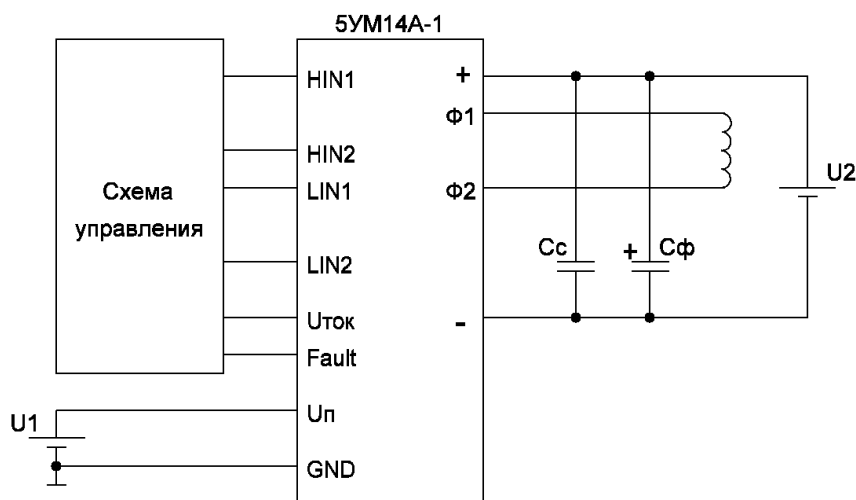 5УМ14А-1
HIN1
HIN2
LIN1
LIN2
Uток
Fault
Uп
GND
Схема
управления
U1
+
Ф1
Ф2
-
Сс
+
Сф
U2